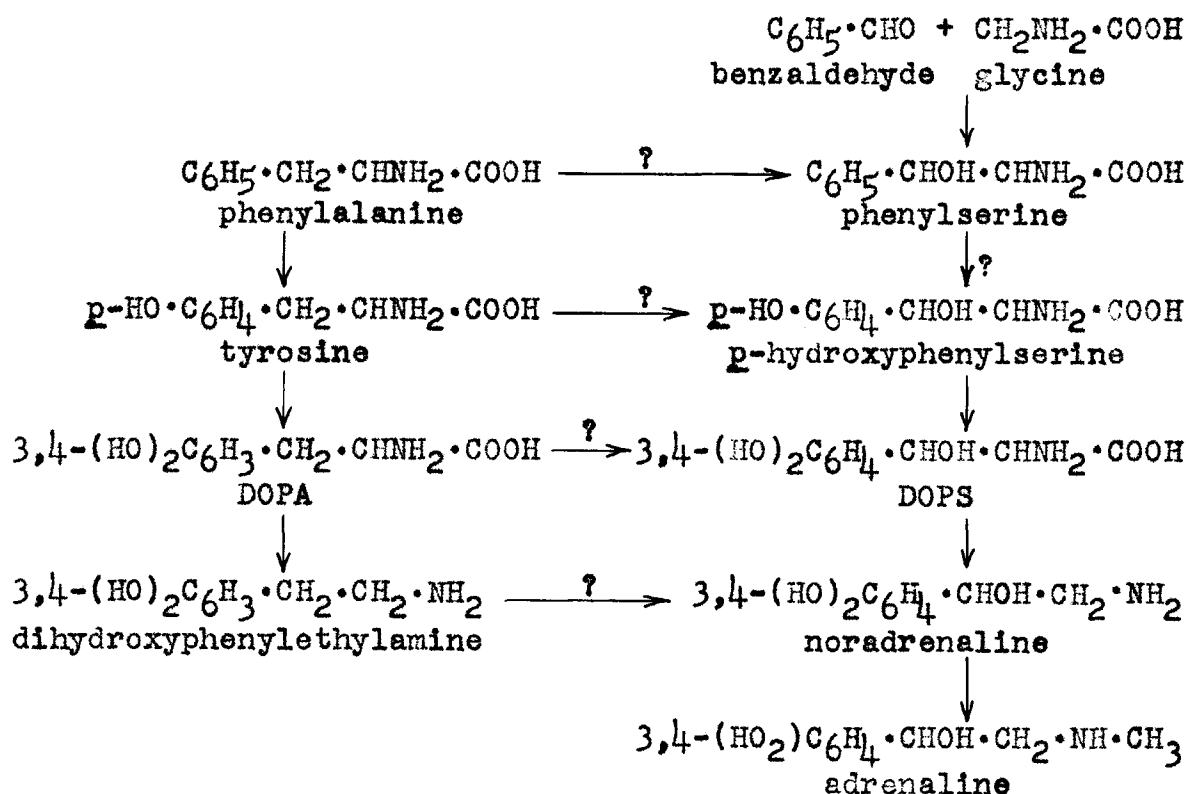 C6H5·CHO + CH2NH2·COOH
benzaldehyde glycine
C6H5·CH2·CHNH2·COOH ? C6H5·CHOH·CHNH2·COOH
phenylalanine phenylserine
?
p-HO·C6H4·CH2·CHNH2·COOH ? p-HO·C6H4·CHOH·CHNH2·COOH
tyrosine p-hydroxyphenylserine
3,4-(HO)2C6H3·CH2·CHNH2·COOH ? 3,4-(HO)2C6H4·CHOH·CHNH2·COOH
DOPA DOPS
3,4-(HO)2C6H3·CH2·CH2·NH2 ? 3,4-(HO)2C6H4·CHOH·CH2·NH2
dihydroxyphenylethylamine noradrenaline
3,4-(HO2)C6H4·CHOH·CH2·NH·CH3
adrenaline